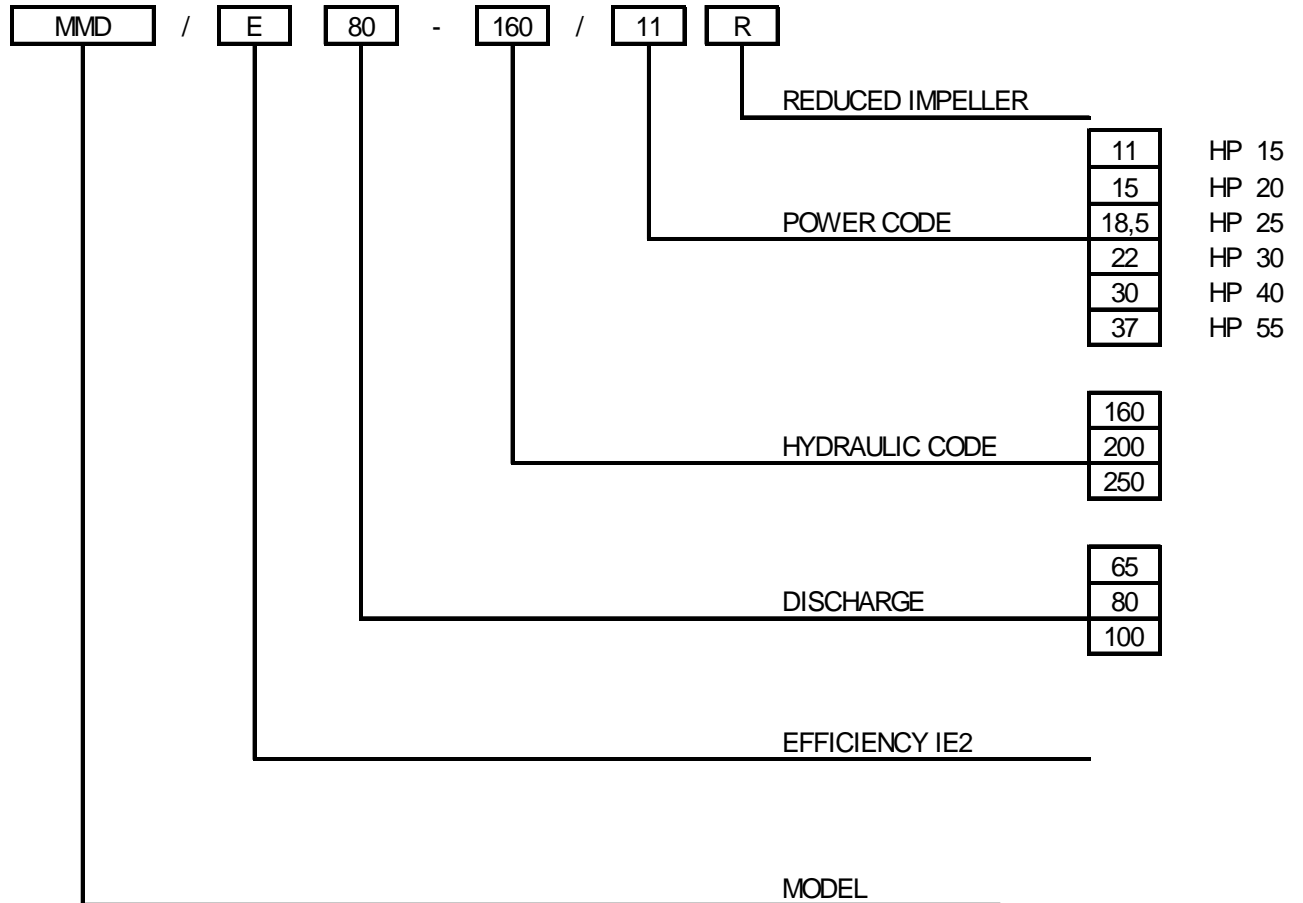 MMD / E 80 - 160 / 11 R
REDUCED IMPELLER
11 HP 15
15 HP 20
POWER CODE 18,5 HP 25
22 HP 30
30 HP 40
37 HP 55
160
HYDRAULIC CODE 200
250
65
DISCHARGE 80
100
EFFICIENCY IE2
MODEL